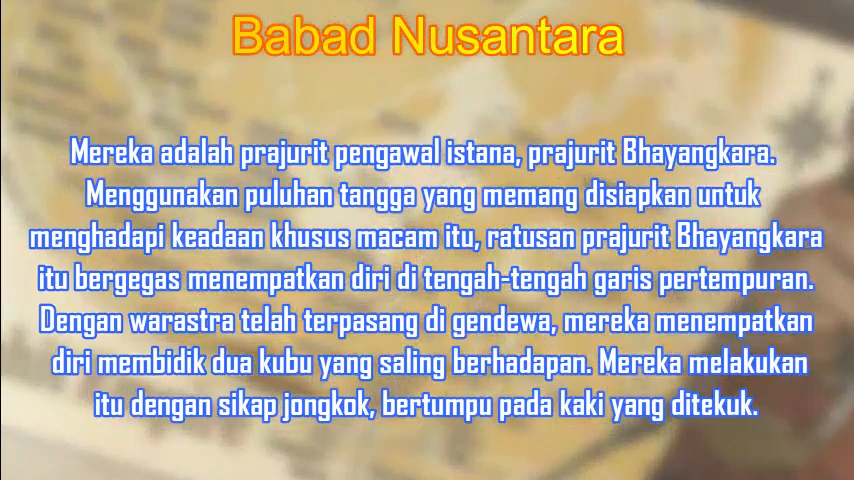 Babad Nusantara
Mereka adalah prajurit pengawal istana, prajurit Bhayangkara.
Menggunakan puluhan tangga yang memang disiapkan untuk
menghadapi keadaan khusus macam itu, ratusan prajurit Bhayangkara
itu bergegas menempatkan diri di tengah-tengah garis pertempuran.
Dengan warastra telah terpasang di gendewa, mereka menempatkan
diri membidik dua kubu yang saling berhadapan. Mereka melakukan
itu dengan sikap jongkok, bertumpu pada kaki yang ditekuk.